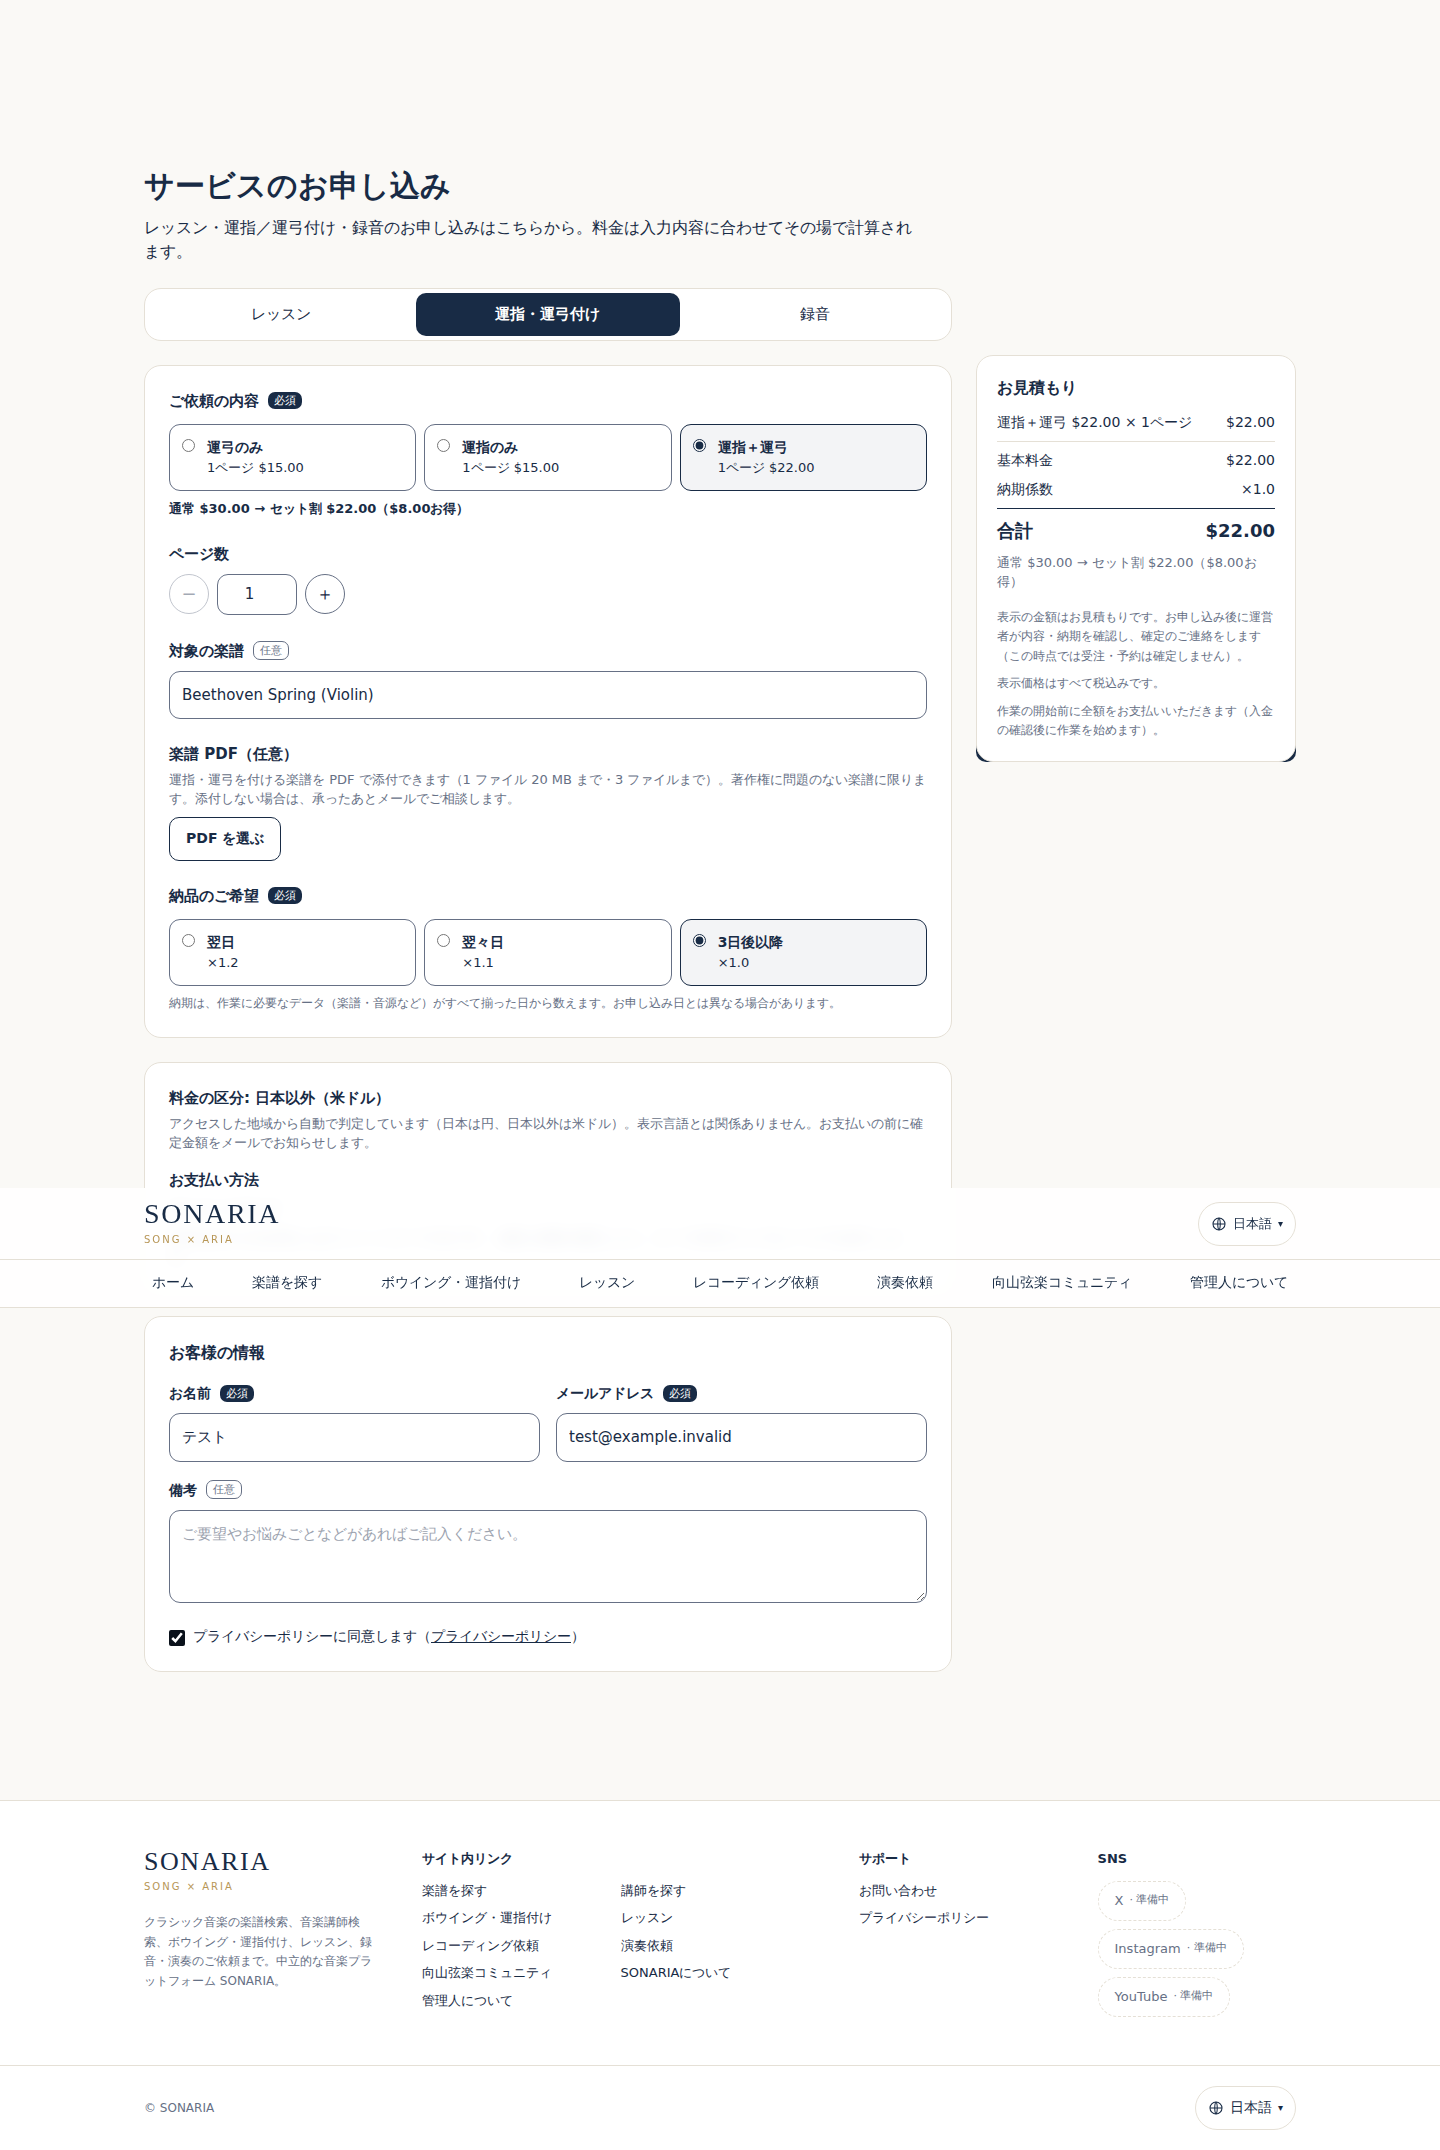 サービスのお申し込み
レッスン・運指／運弓付け・録音のお申し込みはこちらから。料金は入力内容に合わせてその場で計算され
ます。
レッスン
運指・運弓付け
録音
ご依頼の内容 必須
運弓のみ
1ページ $15.00
運指のみ
1ページ $15.00
運指＋運弓
1ページ $22.00
通常 $30.00 → セット割 $22.00（$8.00お得）
ページ数
− 1 +
対象の楽譜 任意
Beethoven Spring (Violin)
楽譜 PDF（任意）
運指・運弓を付ける楽譜を PDF で添付できます（1 ファイル 20 MB まで・3 ファイルまで）。著作権に問題のない楽譜に限りま
す。添付しない場合は、承ったあとメールでご相談します。
PDF を選ぶ
納品のご希望 必須
翌日
×1.2
翌々日
×1.1
3日後以降
×1.0
納期は、作業に必要なデータ（楽譜・音源など）がすべて揃った日から数えます。お申し込み日とは異なる場合があります。
お見積もり
運指＋運弓 $22.00 × 1ページ $22.00
基本料金 $22.00
納期係数 ×1.0
合計 $22.00
通常 $30.00 → セット割 $22.00（$8.00お
得）
表示の金額はお見積もりです。お申し込み後に運営
者が内容・納期を確認し、確定のご連絡をします
（この時点では受注・予約は確定しません）。
表示価格はすべて税込みです。
作業の開始前に全額をお支払いいただきます（入金
の確認後に作業を始めます）。
料金の区分: 日本以外（米ドル）
アクセスした地域から自動で判定しています（日本は円、日本以外は米ドル）。表示言語とは関係ありません。お支払いの前に確
定金額をメールでお知らせします。
お支払い方法
SONARIA
SONG × ARIA
日本語 ▾
ホーム
楽譜を探す
ボウイング・運指付け
レッスン
レコーディング依頼
演奏依頼
向山弦楽コミュニティ
管理人について
お客様の情報
お名前 必須
テスト
メールアドレス 必須
test@example.invalid
備考 任意
ご要望やお悩みごとなどがあればご記入ください。
プライバシーポリシーに同意します（プライバシーポリシー）
SONARIA
SONG × ARIA
クラシック音楽の楽譜検索、音楽講師検
索、ボウイング・運指付け、レッスン、録
音・演奏のご依頼まで。中立的な音楽プラ
ットフォーム SONARIA。
サイト内リンク
楽譜を探す
ボウイング・運指付け
レコーディング依頼
向山弦楽コミュニティ
管理人について
講師を探す
レッスン
演奏依頼
SONARIAについて
サポート
お問い合わせ
プライバシーポリシー
SNS
X · 準備中
Instagram · 準備中
YouTube · 準備中
© SONARIA
日本語 ▾